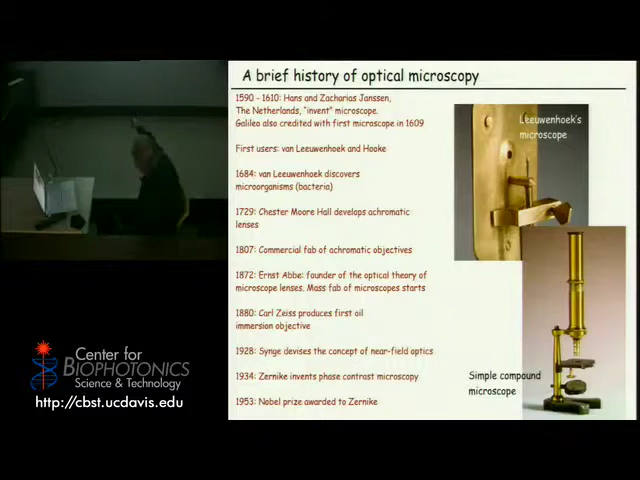 A brief history of optical microscopy
1590 - 1610: Hans and Zacharias Janssen,
The Netherlands, "invent" microscope.
Galileo also credited with first microscope in 1609
First users: van Leeuwenhoek and Hooke
1684: van Leeuwenhoek discovers
microorganisms (bacteria)
1729: Chester Moore Hall develops achromatic
lenses
1807: Commercial fab of achromatic objectives
1872: Ernst Abbe: founder of the optical theory of
microscope lenses. Mass fab of microscopes starts
1880: Carl Zeiss produces first oil
immersion objective
1928: Synge devises the concept of near-field optics
1934: Zernike invents phase contrast microscopy
1953: Nobel prize awarded to Zernike
Leeuwenhoek's
microscope
Simple compound
microscope
Center for
BIOPHOTONICS
Science & Technology
http://cbst.ucdavis.edu